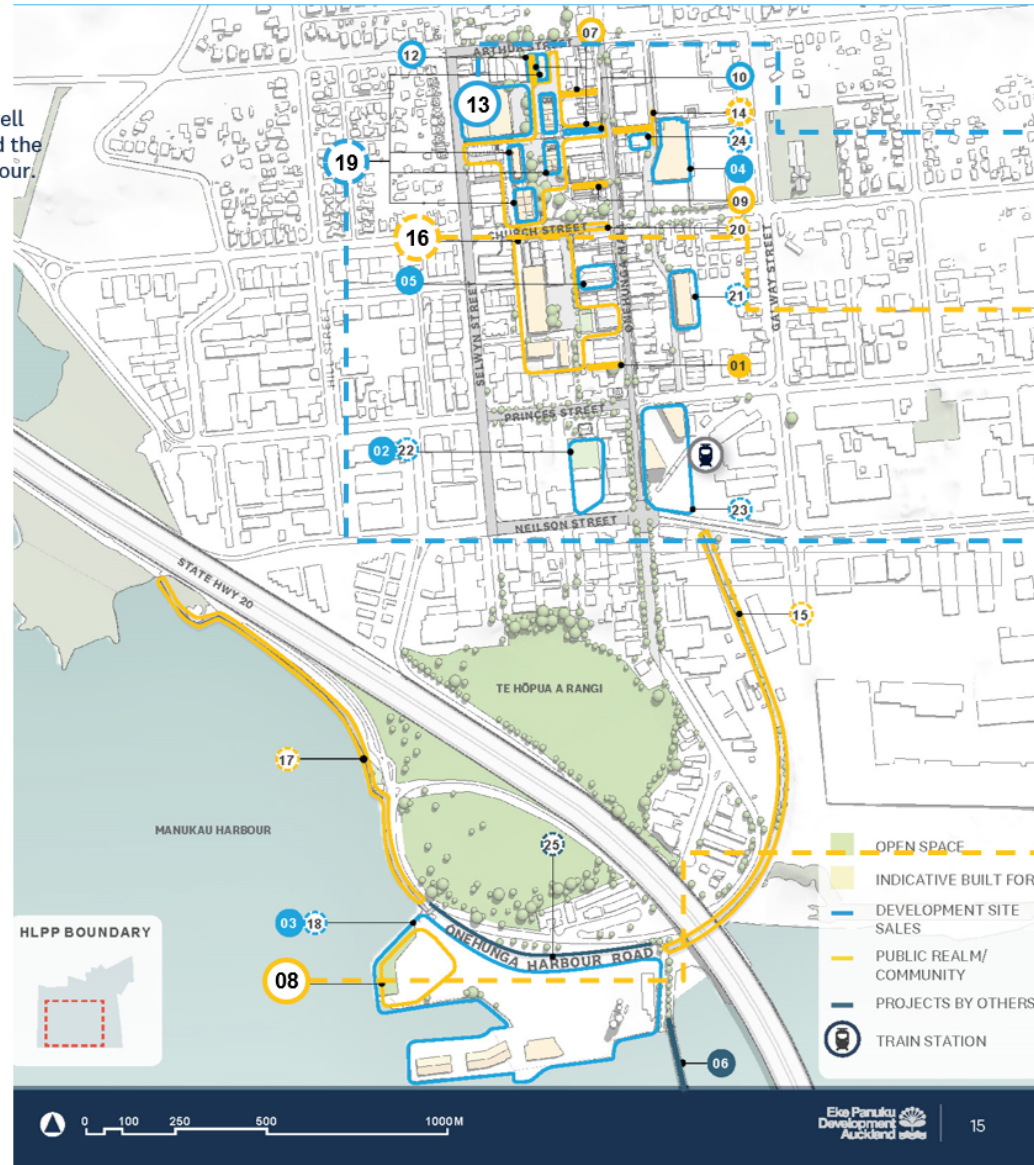 ell
d the
our.
07
12
ARTHUR STREET
10
13
14
24
19
04
09
CHURCH STREET
20
16
05
ONEHUNGA MALL
GALWAY STREET
21
SELWYN STREET
HILL STREET
01
PRINCES STREET
02
22
23
NEILSON STREET
STATE HWY 20
15
TE HŌPUA A RANGI
17
MANUKAU HARBOUR
25
03
18
ONEHUNGA HARBOUR ROAD
08
06
HLPP BOUNDARY
OPEN SPACE
INDICATIVE BUILT FOR
DEVELOPMENT SITE
SALES
PUBLIC REALM/
COMMUNITY
PROJECTS BY OTHERS
TRAIN STATION
0 100 250 500 1000M
Eke Panuku
Development
Auckland
15